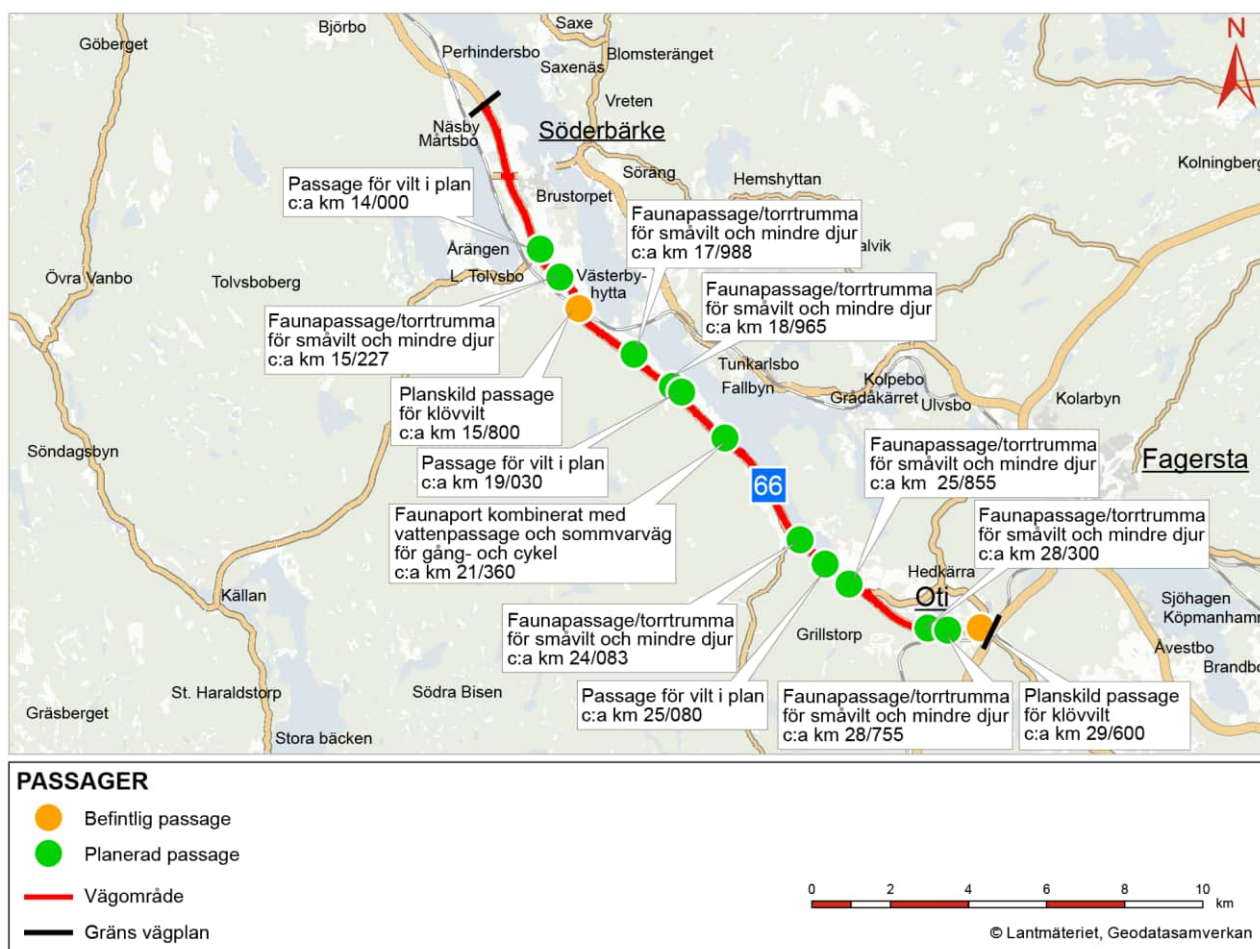 Björbo
Saxe
N
Göberget
Perhindersbo
Blomsteränget
Saxenäs
Vreten
Näsby
Mårtsbo
Söderbärke
Kolningberg
Söräng
Hemshyttan
Passage för vilt i plan
c:a km 14/000
Brustorpet
Faunapassage/torrtrumma
för småvilt och mindre djur
c:a km 17/988
alvik
Årängen
L. Tolvsbo
Västerby-
hytta
Övra Vanbo
Tolvsboberg
Faunapassage/torrtrumma
för småvilt och mindre djur
c:a km 18/965
Faunapassage/torrtrumma
för småvilt och mindre djur
c:a km 15/227
Tunkarlsbo
Fallbyn
Kolpebo
Grådåkärret
Ulvsbo
Kolarbyn
Planskild passage
för klövvilt
c:a km 15/800
Söndagsbyn
Passage för vilt i plan
c:a km 19/030
Faunapassage/torrtrumma
för småvilt och mindre djur
c:a km 25/855
Fagersta
66
Faunaport kombinerat med
vattenpassage och sommvarväg
för gång- och cykel
c:a km 21/360
Faunapassage/torrtrumma
för småvilt och mindre djur
c:a km 28/300
Hedkärra
Oti
Källan
Sjöhagen
Köpmanhamn
Faunapassage/torrtrumma
för småvilt och mindre djur
c:a km 24/083
Grillstorp
Åvestbo
Brandbo
St. Haraldstorp
Södra Bisen
Passage för vilt i plan
c:a km 25/080
Faunapassage/torrtrumma
för småvilt och mindre djur
c:a km 28/755
Planskild passage
för klövvilt
c:a km 29/600
Gräsberget
Stora bäcken
PASSAGER
Befintlig passage
Planerad passage
Vägområde
Gräns vägplan
0 2 4 6 8 10
km
© Lantmäteriet, Geodatasamverkan